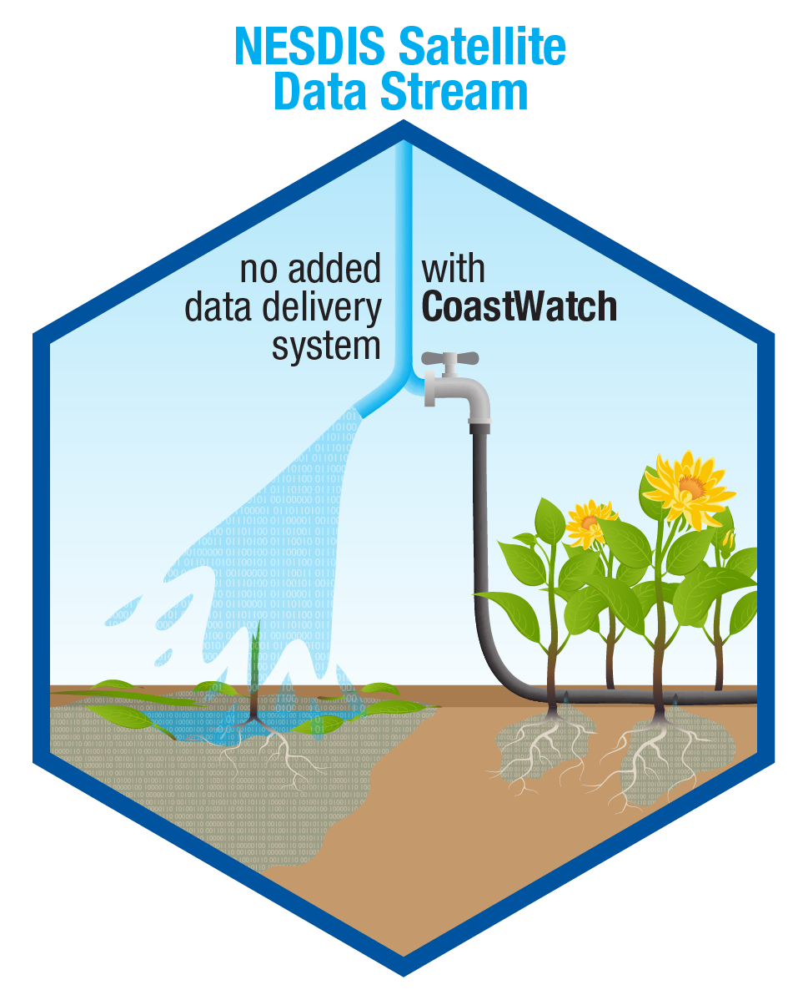 NESDIS Satellite
Data Stream
no added
data delivery
system
with
CoastWatch